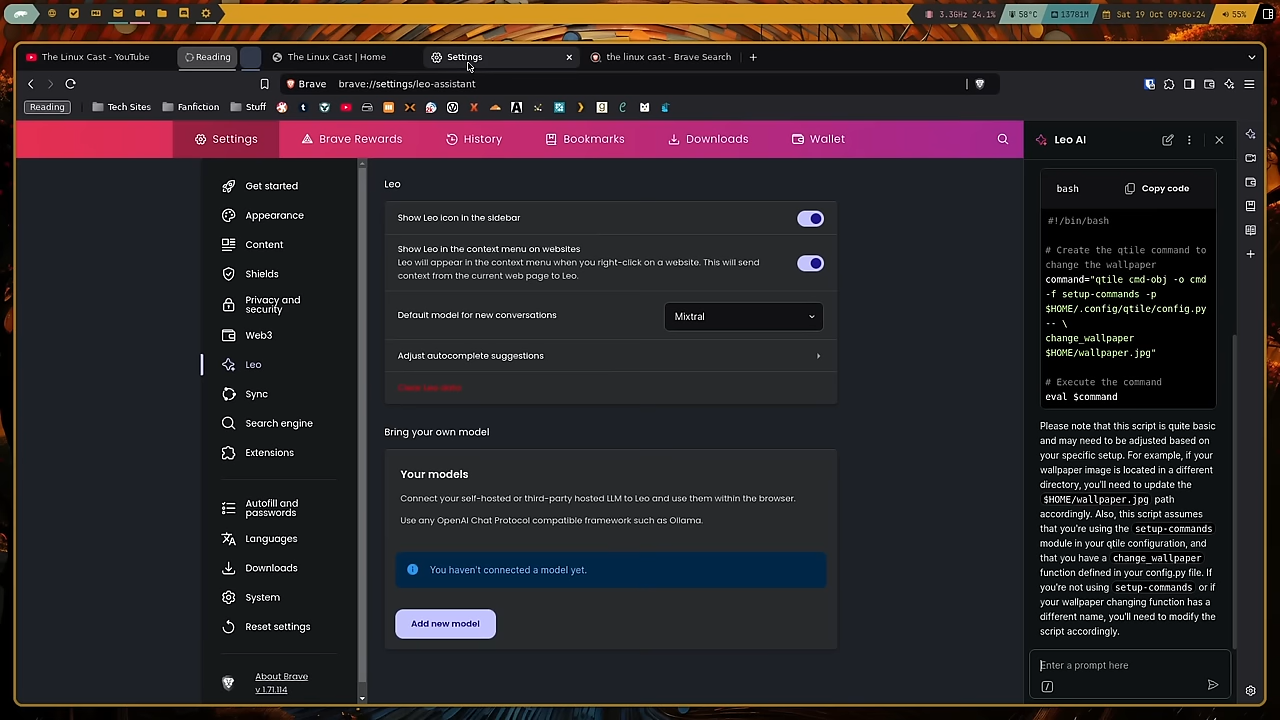 3.3GHz 24.1%
58°C
13781M
Sat 19 Oct 09:06:24
55%
The Linux Cast - YouTube
Reading
The Linux Cast | Home
Settings
the linux cast - Brave Search
Brave
brave://settings/leo-assistant
Reading
Tech Sites
Fanfiction
Stuff
Settings
Brave Rewards
History
Bookmarks
Downloads
Wallet
Get started
Appearance
Content
Shields
Privacy and
security
Web3
Leo
Sync
Search engine
Extensions
Autofill and
passwords
Languages
Downloads
System
Reset settings
About Brave
v 1.71.114
Leo
Show Leo icon in the sidebar
Show Leo in the context menu on websites
Leo will appear in the context menu when you right-click on a website. This will send
context from the current web page to Leo.
Default model for new conversations
Mixtral
Adjust autocomplete suggestions
Bring your own model
Your models
Connect your self-hosted or third-party hosted LLM to Leo and use them within the browser.
Use any OpenAI Chat Protocol compatible framework such as Ollama.
You haven't connected a model yet.
Add new model
Leo AI
bash
Copy code
#!/bin/bash
# Create the qtile command to
change the wallpaper
command="qtile cmd-obj -o cmd
-f setup-commands -p
$HOME/.config/qtile/config.py
-- \
change_wallpaper
$HOME/wallpaper.jpg"
# Execute the command
eval $command
Please note that this script is quite basic
and may need to be adjusted based on
your specific setup. For example, if your
wallpaper image is located in a different
directory, you'll need to update the
$HOME/wallpaper.jpg path
accordingly. Also, this script assumes
that you're using the setup-commands
module in your qtile configuration, and
that you have a change_wallpaper
function defined in your config.py file. If
you're not using setup-commands or if
your wallpaper changing function has a
different name, you'll need to modify the
script accordingly.
Enter a prompt here